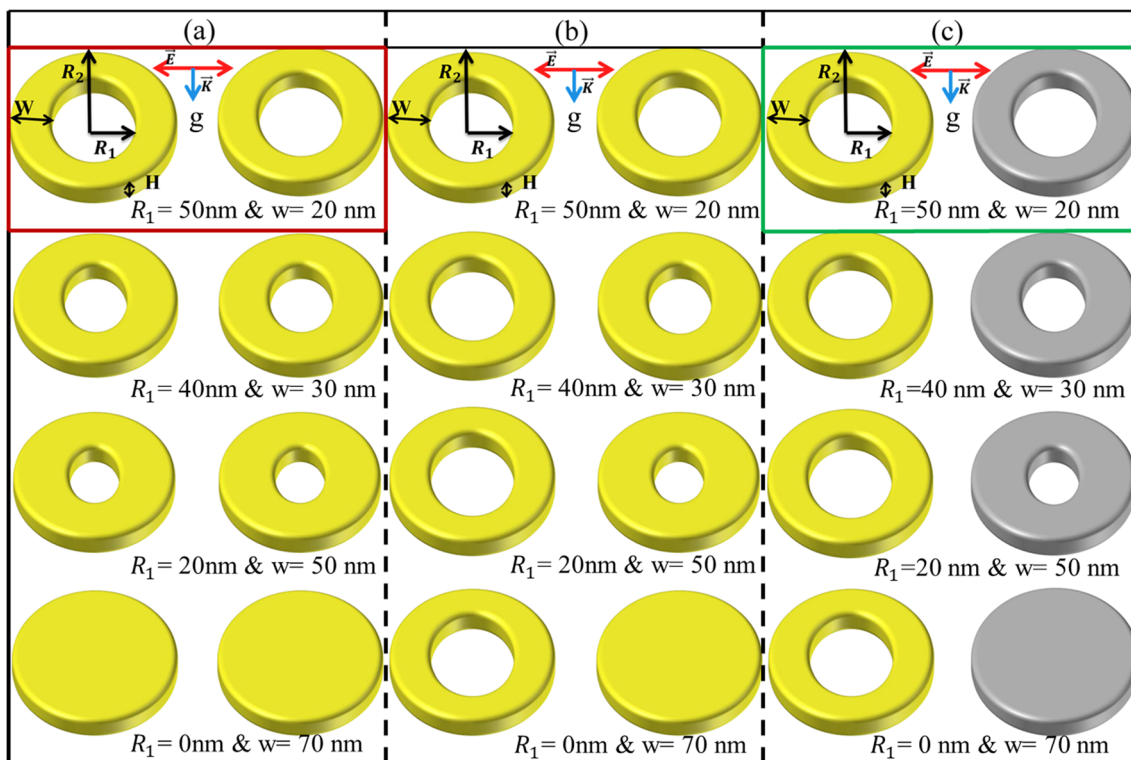 (a) (b) (c)
R₂ E⃗ K⃗ W g R₁ H
R₂ E⃗ K⃗ W g R₁ H
R₂ E⃗ K⃗ W g R₁ H
R₁= 50nm & w= 20 nm
R₁= 50nm & w= 20 nm
R₁=50 nm & w= 20 nm
R₁= 40nm & w= 30 nm
R₁= 40nm & w= 30 nm
R₁=40 nm & w= 30 nm
R₁= 20nm & w= 50 nm
R₁= 20nm & w= 50 nm
R₁=20 nm & w= 50 nm
R₁= 0nm & w= 70 nm
R₁= 0nm & w= 70 nm
R₁= 0 nm & w= 70 nm